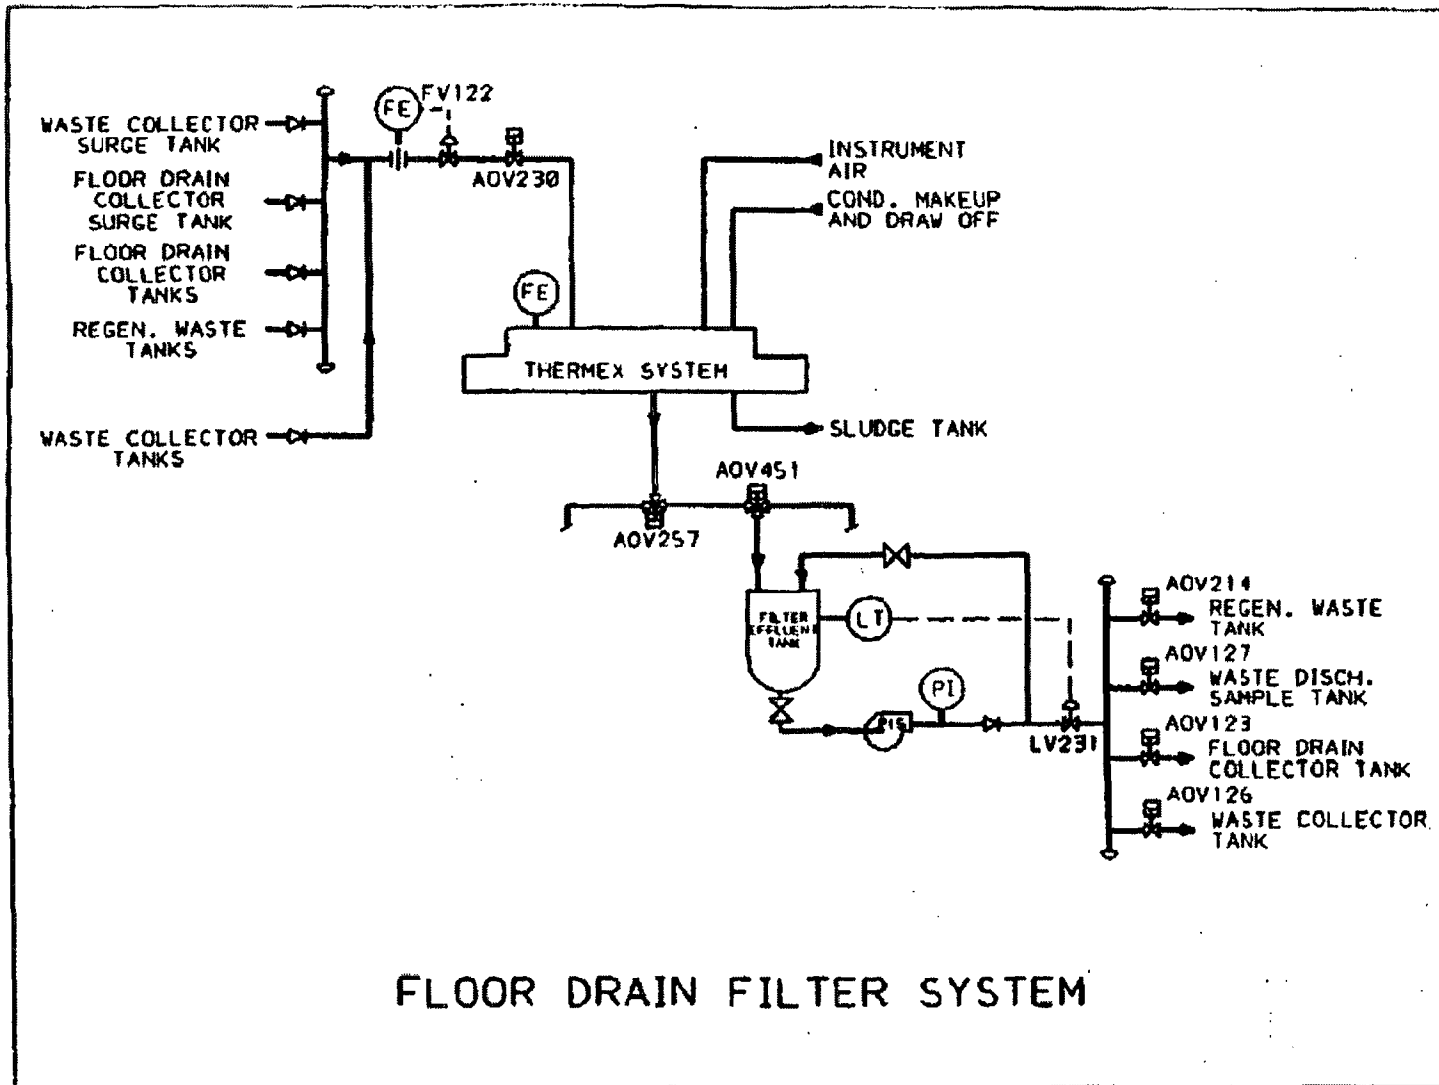 FE
FV122
WASTE COLLECTOR
SURGE TANK
AOV230
FLOOR DRAIN
COLLECTOR
SURGE TANK
FLOOR DRAIN
COLLECTOR
TANKS
REGEN. WASTE
TANKS
WASTE COLLECTOR
TANKS
INSTRUMENT
AIR
COND. MAKEUP
AND DRAW OFF
FE
THERMEX SYSTEM
SLUDGE TANK
AOV451
AOV257
FILTER
EFFLUENT
TANK
LT
PI
P15
LV231
AOV214
REGEN. WASTE
TANK
AOV127
WASTE DISCH.
SAMPLE TANK
AOV123
FLOOR DRAIN
COLLECTOR TANK
AOV126
WASTE COLLECTOR
TANK
FLOOR DRAIN FILTER SYSTEM